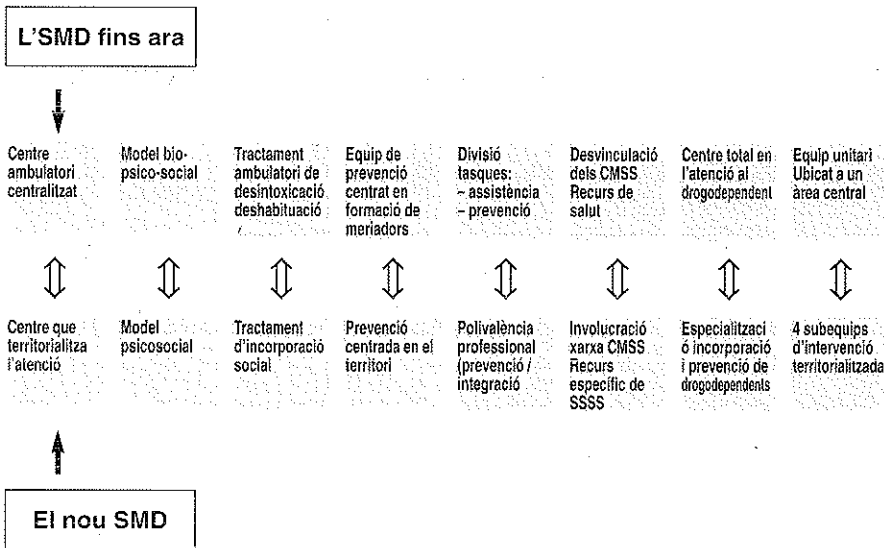 L'SMD fins ara
Centre
ambulatori
centralitzat
Model bio-
psico-social
Tractament
ambulatori de
desintoxicació
deshabituació
/
Equip de
prevenció
centrat en
formació de
meriadors
Divisió
tasques:
– assistència
– prevenció
Desvinculació
dels CMSS
Recurs de
salut
Centre total en
l'atenció al
drogodependent
Equip unitari
Ubicat a un
àrea central
Centre que
territorialitza
l'atenció
Model
psicosocial
Tractament
d'incorporació
social
Prevenció
centrada en el
territori
Polivalència
professional
(prevenció /
integració
Involucració
xarxa CMSS
Recurs
específic de
SSSS
Especialitzaci
ó incorporació
i prevenció de
drogodependents
4 subequips
d'intervenció
territorialitzada
El nou SMD